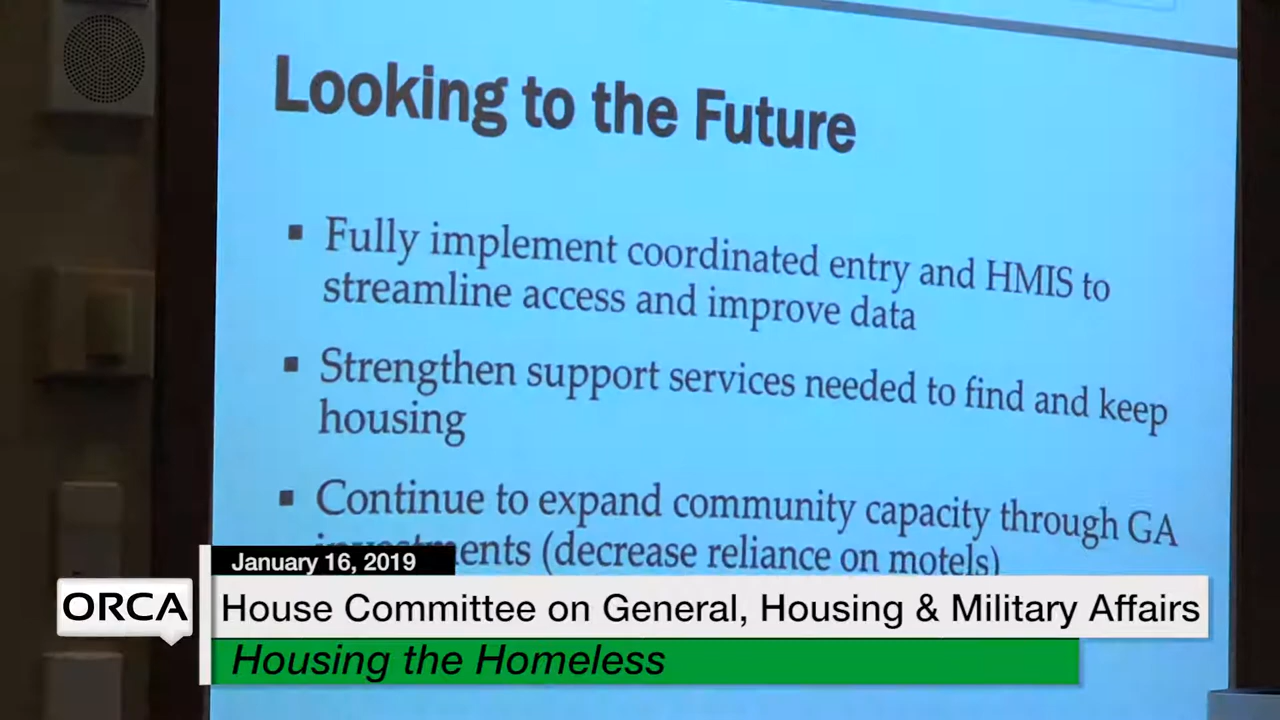 Looking to the Future
▪ Fully implement coordinated entry and HMIS to
streamline access and improve data
▪ Strengthen support services needed to find and keep
housing
▪ Continue to expand community capacity through GA
(decrease reliance on motels)
January 16, 2019
ORCA
House Committee on General, Housing & Military Affairs
Housing the Homeless